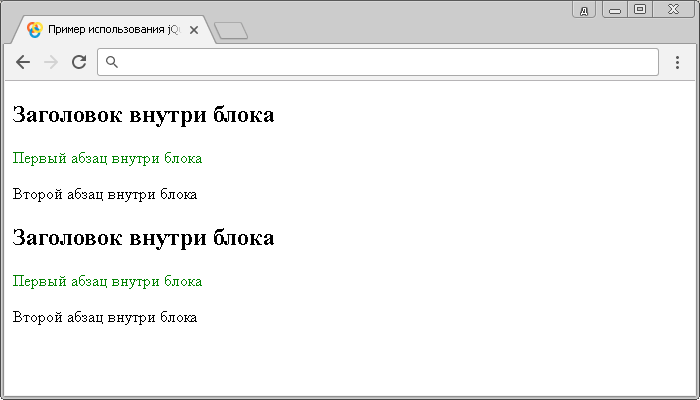 д
Пример использования jQ
Заголовок внутри блока
Первый абзац внутри блока
Второй абзац внутри блока
Заголовок внутри блока
Первый абзац внутри блока
Второй абзац внутри блока